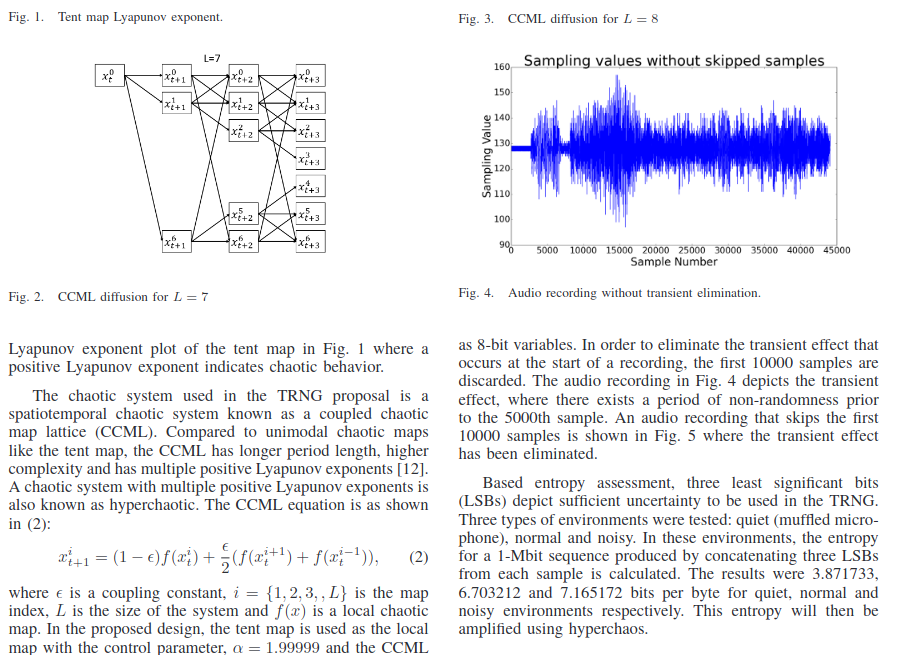 Fig. 1. Tent map Lyapunov exponent.
L=7
x_t^0
x_{t+1}^0
x_{t+2}^0
x_{t+3}^0
x_{t+1}^1
x_{t+2}^1
x_{t+3}^1
x_{t+2}^2
x_{t+3}^2
x_{t+3}^3
x_{t+3}^4
x_{t+2}^5
x_{t+3}^5
x_{t+1}^6
x_{t+2}^6
x_{t+3}^6
Fig. 2. CCML diffusion for L = 7
Lyapunov exponent plot of the tent map in Fig. 1 where a
positive Lyapunov exponent indicates chaotic behavior.
The chaotic system used in the TRNG proposal is a
spatiotemporal chaotic system known as a coupled chaotic
map lattice (CCML). Compared to unimodal chaotic maps
like the tent map, the CCML has longer period length, higher
complexity and has multiple positive Lyapunov exponents [12].
A chaotic system with multiple positive Lyapunov exponents is
also known as hyperchaotic. The CCML equation is as shown
in (2):
x_{t+1}^i = (1 − ϵ)f(x_t^i) + ϵ/2 (f(x_t^{i+1}) + f(x_t^{i−1})), (2)
where ϵ is a coupling constant, i = {1, 2, 3, , L} is the map
index, L is the size of the system and f(x) is a local chaotic
map. In the proposed design, the tent map is used as the local
map with the control parameter, α = 1.99999 and the CCML
Fig. 3. CCML diffusion for L = 8
Sampling values without skipped samples
Sampling Value
160
150
140
130
120
110
100
90
0 5000 10000 15000 20000 25000 30000 35000 40000 45000
Sample Number
Fig. 4. Audio recording without transient elimination.
as 8-bit variables. In order to eliminate the transient effect that
occurs at the start of a recording, the first 10000 samples are
discarded. The audio recording in Fig. 4 depicts the transient
effect, where there exists a period of non-randomness prior
to the 5000th sample. An audio recording that skips the first
10000 samples is shown in Fig. 5 where the transient effect
has been eliminated.
Based entropy assessment, three least significant bits
(LSBs) depict sufficient uncertainty to be used in the TRNG.
Three types of environments were tested: quiet (muffled micro-
phone), normal and noisy. In these environments, the entropy
for a 1-Mbit sequence produced by concatenating three LSBs
from each sample is calculated. The results were 3.871733,
6.703212 and 7.165172 bits per byte for quiet, normal and
noisy environments respectively. This entropy will then be
amplified using hyperchaos.